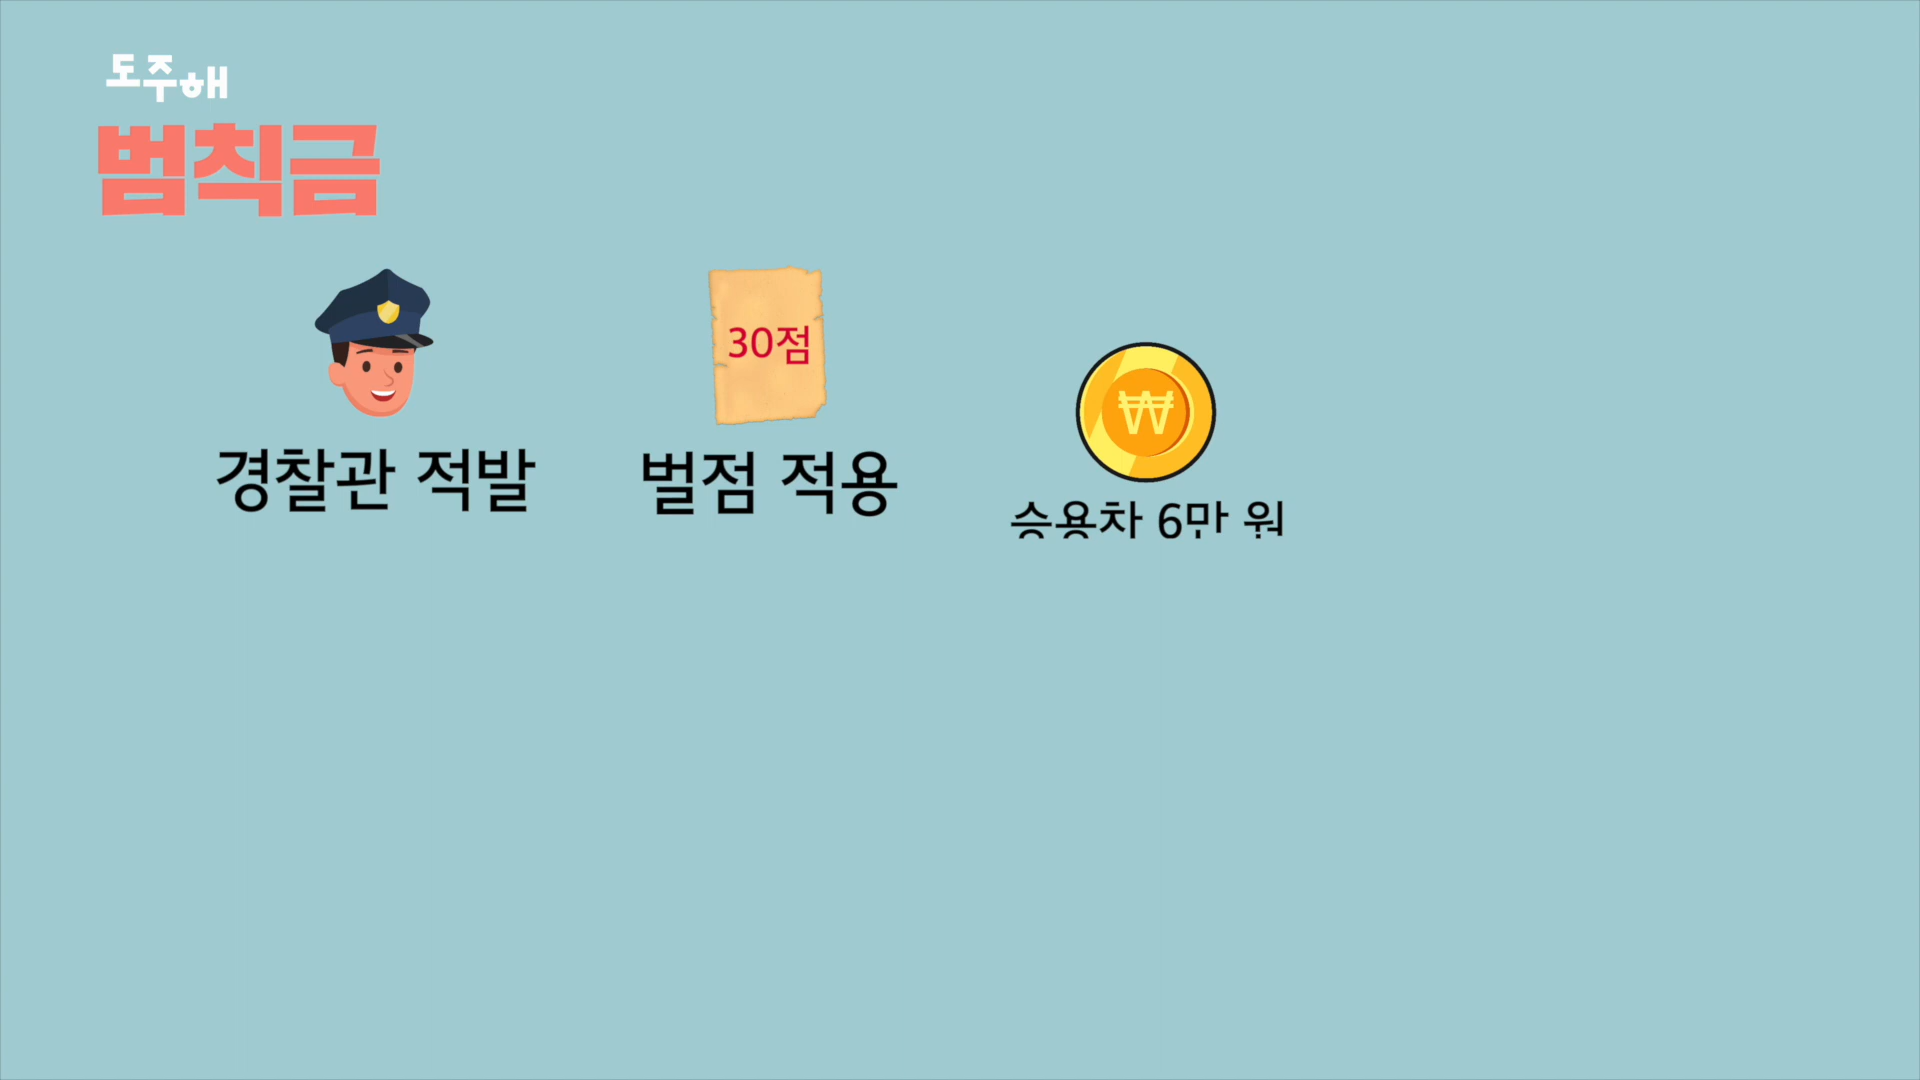 도주해
범칙금
30점
₩
경찰관 적발
벌점 적용
승용차 6만 원